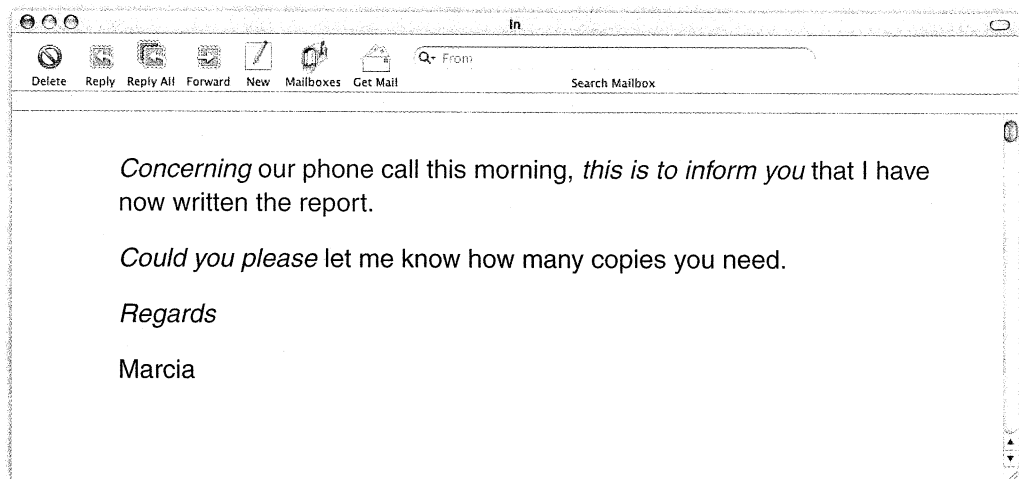 In
Delete Reply Reply All Forward New Mailboxes Get Mail
From
Search Mailbox
Concerning our phone call this morning, this is to inform you that I have
now written the report.
Could you please let me know how many copies you need.
Regards
Marcia